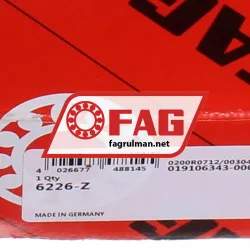 FAG
FAG
fagrulman.net
0200R0712/00304
4 026677 488145
019106343-000
1 Qty
6226-Z
MADE IN GERMANY